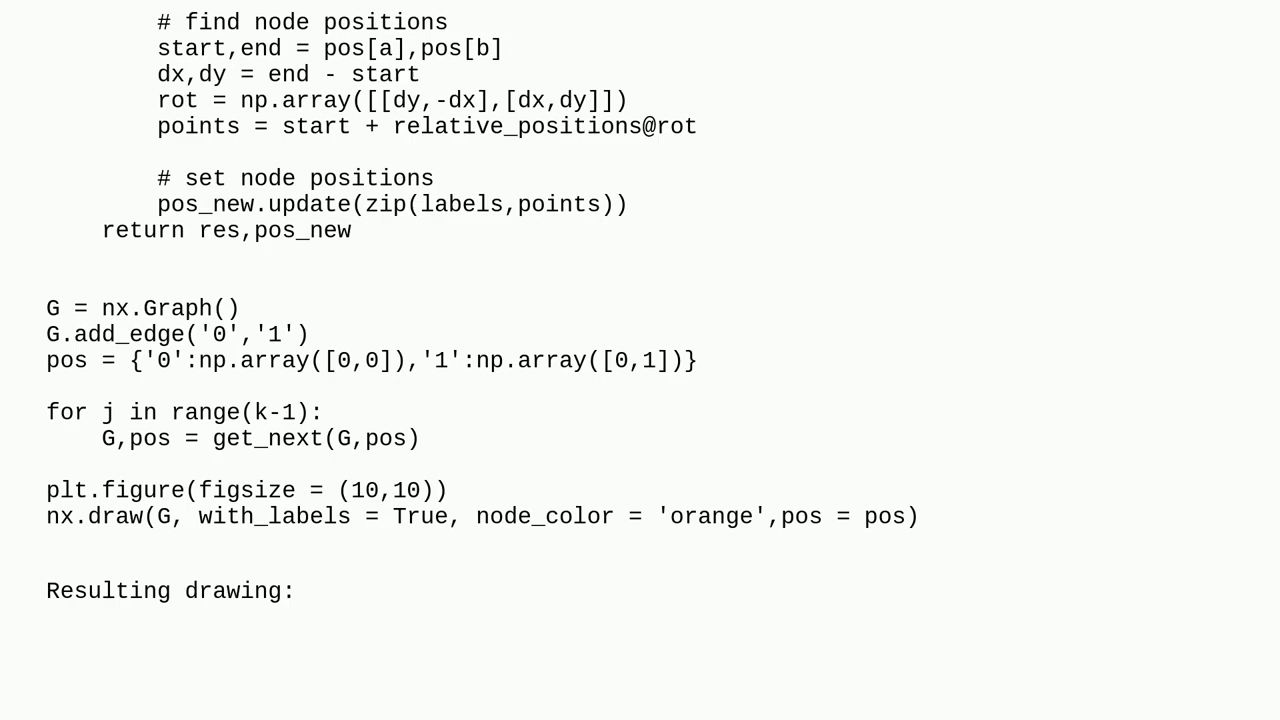 # find node positions
start,end = pos[a],pos[b]
dx,dy = end - start
rot = np.array([[dy,-dx],[dx,dy]])
points = start + relative_positions@rot
# set node positions
pos_new.update(zip(labels,points))
return res,pos_new
G = nx.Graph()
G.add_edge('0','1')
pos = {'0':np.array([0,0]),'1':np.array([0,1])}
for j in range(k-1):
G,pos = get_next(G,pos)
plt.figure(figsize = (10,10))
nx.draw(G, with_labels = True, node_color = 'orange',pos = pos)
Resulting drawing: